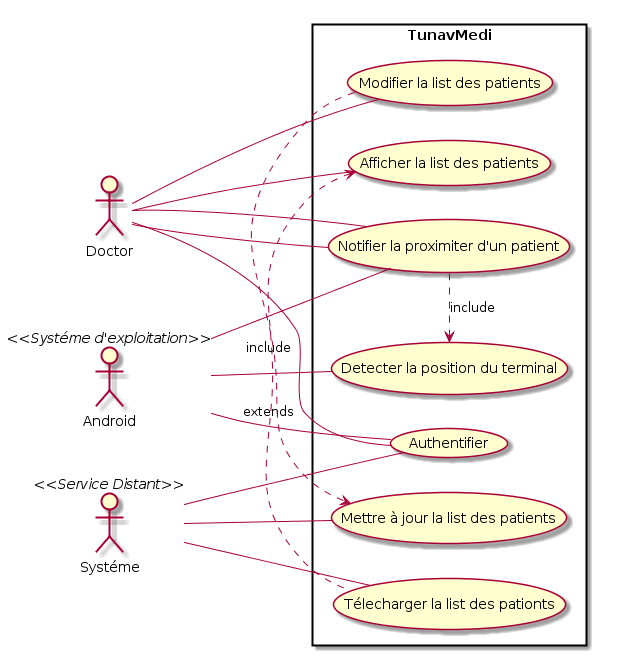 TunavMedi
Modifier la list des patients
Afficher la list des patients
Doctor
Notifier la proximiter d'un patient
include
<<Systéme d'exploitation>>
include
Detecter la position du terminal
Android
extends
Authentifier
<<Service Distant>>
Mettre à jour la list des patients
Systéme
Télecharger la list des pationts